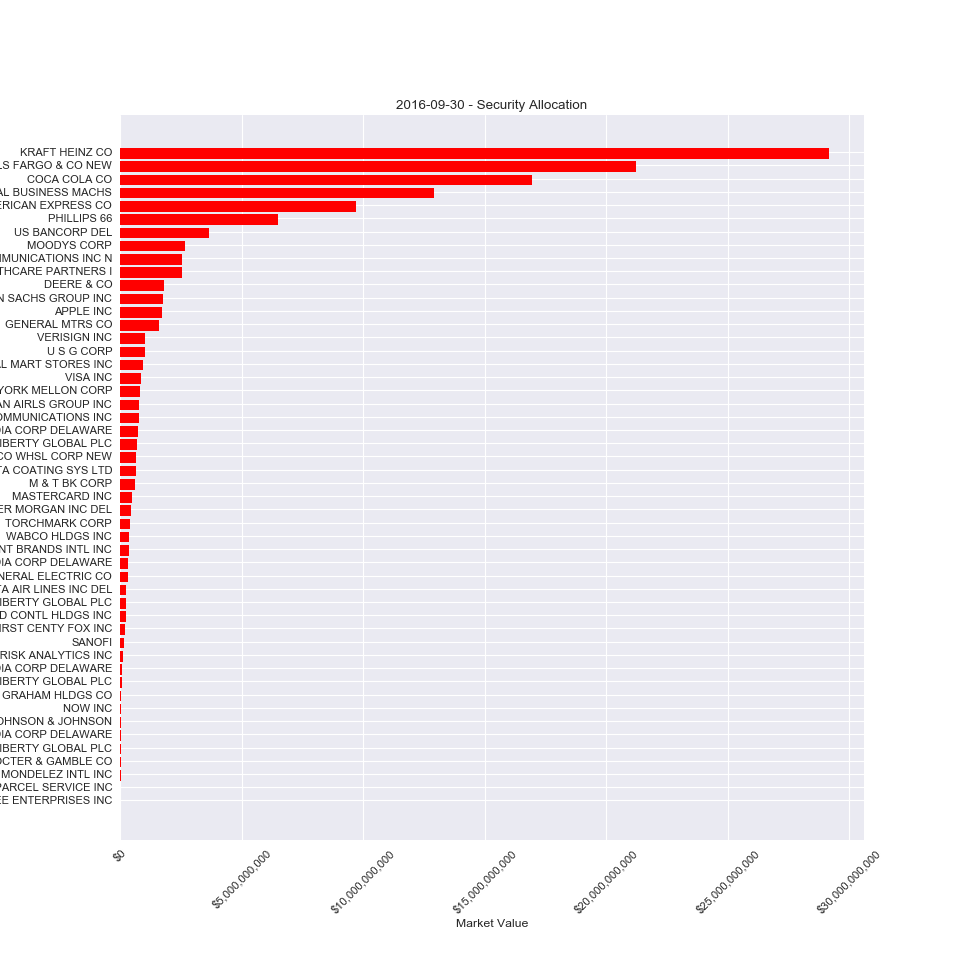 2016-09-30 - Security Allocation
KRAFT HEINZ CO
LS FARGO & CO NEW
COCA COLA CO
AL BUSINESS MACHS
ERICAN EXPRESS CO
PHILLIPS 66
US BANCORP DEL
MOODYS CORP
MMUNICATIONS INC N
THCARE PARTNERS I
DEERE & CO
N SACHS GROUP INC
APPLE INC
GENERAL MTRS CO
VERISIGN INC
U S G CORP
L MART STORES INC
VISA INC
YORK MELLON CORP
AN AIRLS GROUP INC
OMMUNICATIONS INC
DIA CORP DELAWARE
IBERTY GLOBAL PLC
CO WHSL CORP NEW
TA COATING SYS LTD
M & T BK CORP
MASTERCARD INC
ER MORGAN INC DEL
TORCHMARK CORP
WABCO HLDGS INC
NT BRANDS INTL INC
DIA CORP DELAWARE
NERAL ELECTRIC CO
TA AIR LINES INC DEL
IBERTY GLOBAL PLC
D CONTL HLDGS INC
IRST CENTY FOX INC
SANOFI
RISK ANALYTICS INC
DIA CORP DELAWARE
IBERTY GLOBAL PLC
GRAHAM HLDGS CO
NOW INC
OHNSON & JOHNSON
DIA CORP DELAWARE
IBERTY GLOBAL PLC
OCTER & GAMBLE CO
MONDELEZ INTL INC
PARCEL SERVICE INC
EE ENTERPRISES INC
$0
$5,000,000,000
$10,000,000,000
$15,000,000,000
$20,000,000,000
$25,000,000,000
$30,000,000,000
Market Value